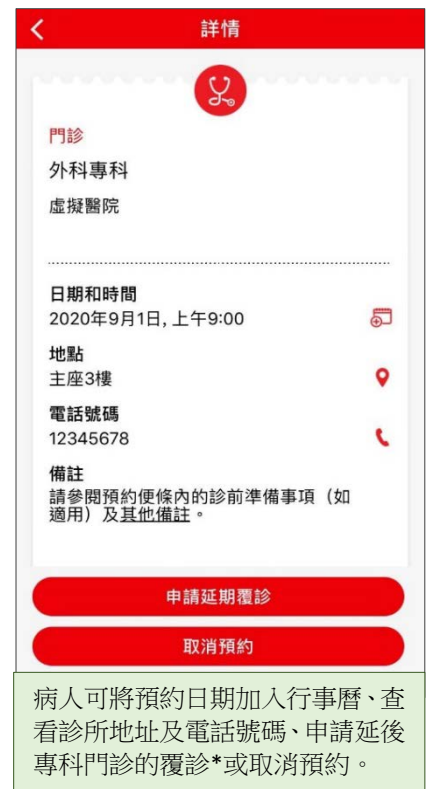 詳情
門診
外科專科
虛擬醫院
日期和時間
2020年9月1日, 上午9:00
地點
主座3樓
電話號碼
12345678
備註
請參閱預約便條內的診前準備事項（如
適用）及其他備註。
申請延期覆診
取消預約
病人可將預約日期加入行事曆、查
看診所地址及電話號碼、申請延後
專科門診的覆診*或取消預約。